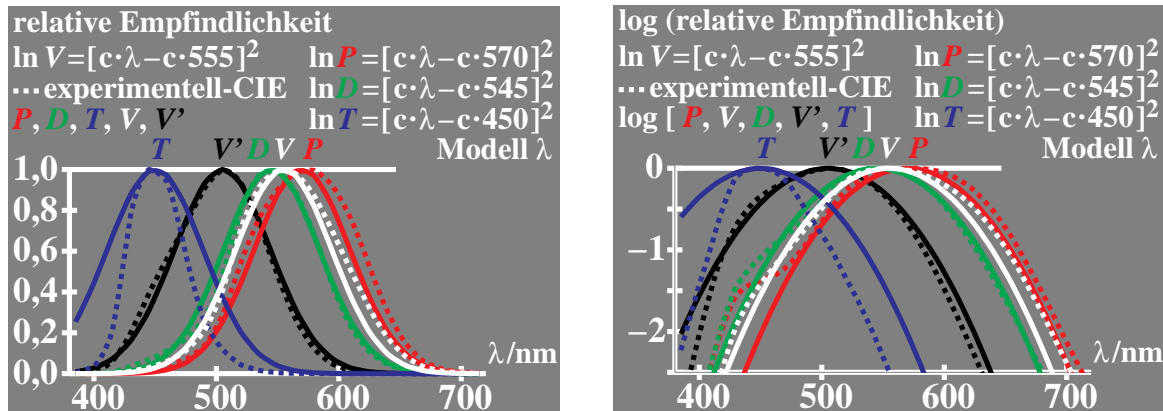 relative Empfindlichkeit
ln V=[c·λ–c·555]² ln P=[c·λ–c·570]²
experimentell-CIE ln D=[c·λ–c·545]²
P, D, T, V, V' ln T=[c·λ–c·450]²
T V' D V P Modell λ
1,0
0,8
0,6
0,4
0,2
0,0
λ/nm
400 500 600 700
log (relative Empfindlichkeit)
ln V=[c·λ–c·555]² ln P=[c·λ–c·570]²
experimentell-CIE ln D=[c·λ–c·545]²
log [ P, V, D, V', T ] ln T=[c·λ–c·450]²
T V' D V P Modell λ
0
–1
–2
λ/nm
400 500 600 700